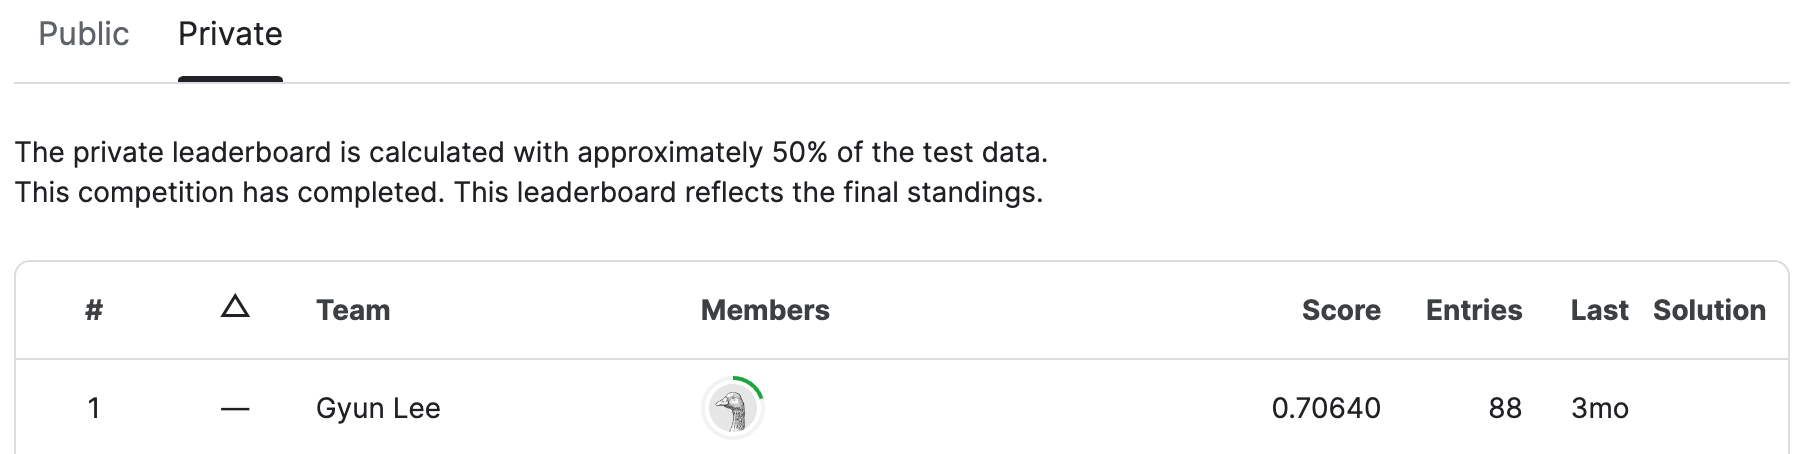 Public Private
The private leaderboard is calculated with approximately 50% of the test data.
This competition has completed. This leaderboard reflects the final standings.
# △ Team Members Score Entries Last Solution
1 — Gyun Lee 0.70640 88 3mo